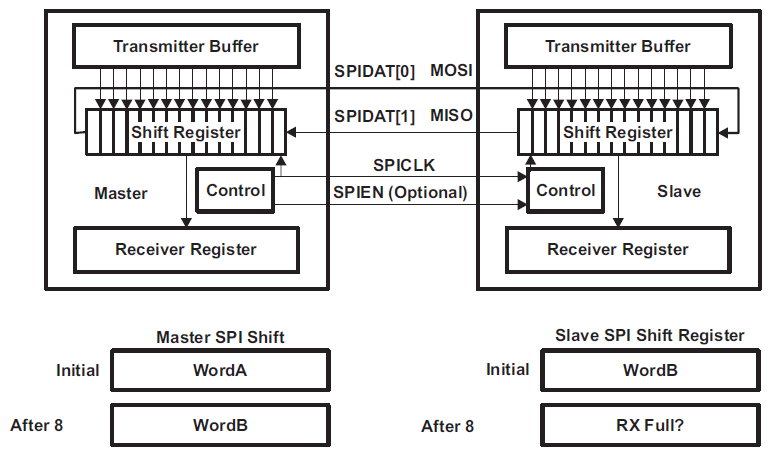 Transmitter Buffer
Transmitter Buffer
SPIDAT[0] MOSI
SPIDAT[1] MISO
Shift Register
Shift Register
SPICLK
Master
Control
SPIEN (Optional)
Control
Slave
Receiver Register
Receiver Register
Master SPI Shift
Slave SPI Shift Register
Initial
WordA
Initial
WordB
After 8
WordB
After 8
RX Full?